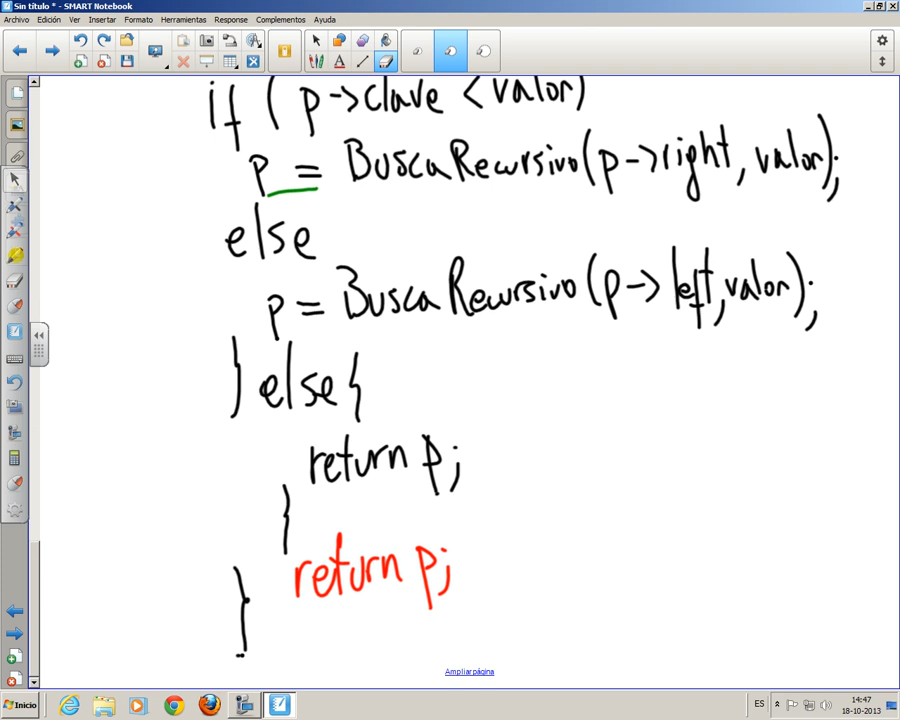 Sin título * - SMART Notebook
Archivo Edición Ver Insertar Formato Herramientas Response Complementos Ayuda
if ( p->clave < valor)
p = BuscaRecursivo(p->right, valor);
else
p = BuscaRecursivo(p->left,valor);
} else {
return p;
}
return p;
}
Ampliar página
Inicio
ES
14:47
18-10-2013